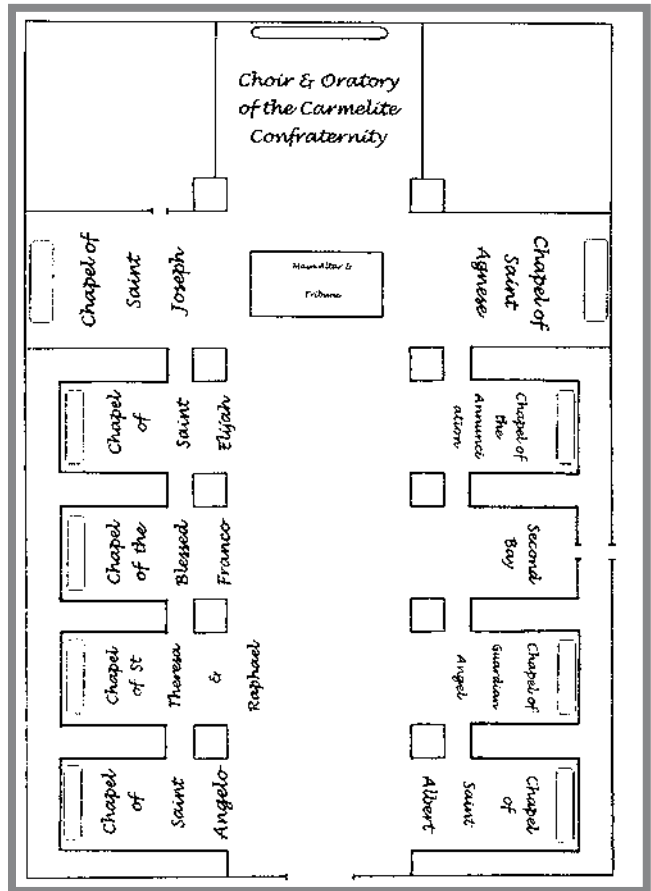 Choir & Oratory
of the Carmelite
Confraternity
Chapel of
Saint
Joseph
Main Altar &
Tribune
Chapel of
Saint
Agnese
Chapel of
Saint
Elijah
Chapel of
the
Annunci
ation
Chapel
of the
Blessed
Franco
Second
Bay
Chapel
of St
Theresa
&
Raphael
Chapel of
Guardian
Angel
Chapel
of
Saint
Angelo
Chapel
of
Saint
Albert